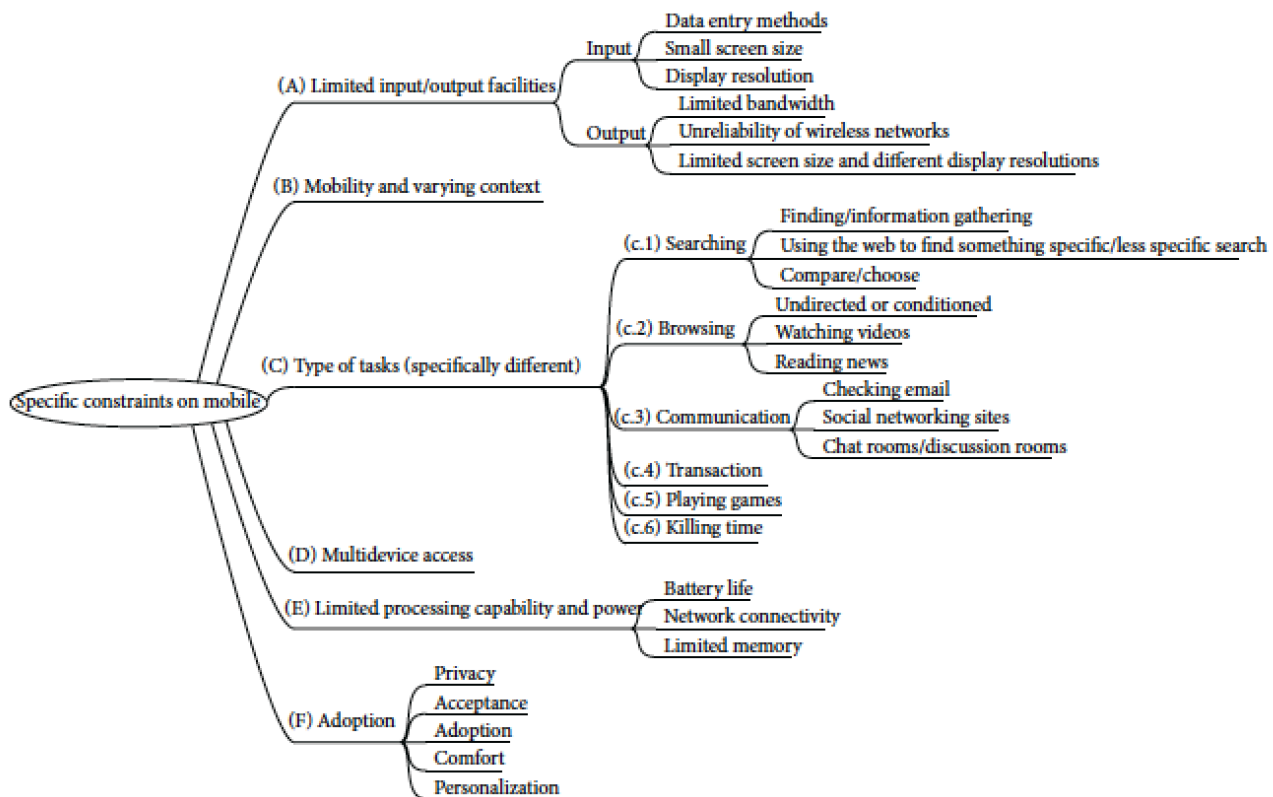 Specific constraints on mobile
(A) Limited input/output facilities
Input
Data entry methods
Small screen size
Display resolution
Output
Limited bandwidth
Unreliability of wireless networks
Limited screen size and different display resolutions
(B) Mobility and varying context
(C) Type of tasks (specifically different)
(c.1) Searching
Finding/information gathering
Using the web to find something specific/less specific search
Compare/choose
(c.2) Browsing
Undirected or conditioned
Watching videos
Reading news
(c.3) Communication
Checking email
Social networking sites
Chat rooms/discussion rooms
(c.4) Transaction
(c.5) Playing games
(c.6) Killing time
(D) Multidevice access
(E) Limited processing capability and power
Battery life
Network connectivity
Limited memory
(F) Adoption
Privacy
Acceptance
Adoption
Comfort
Personalization